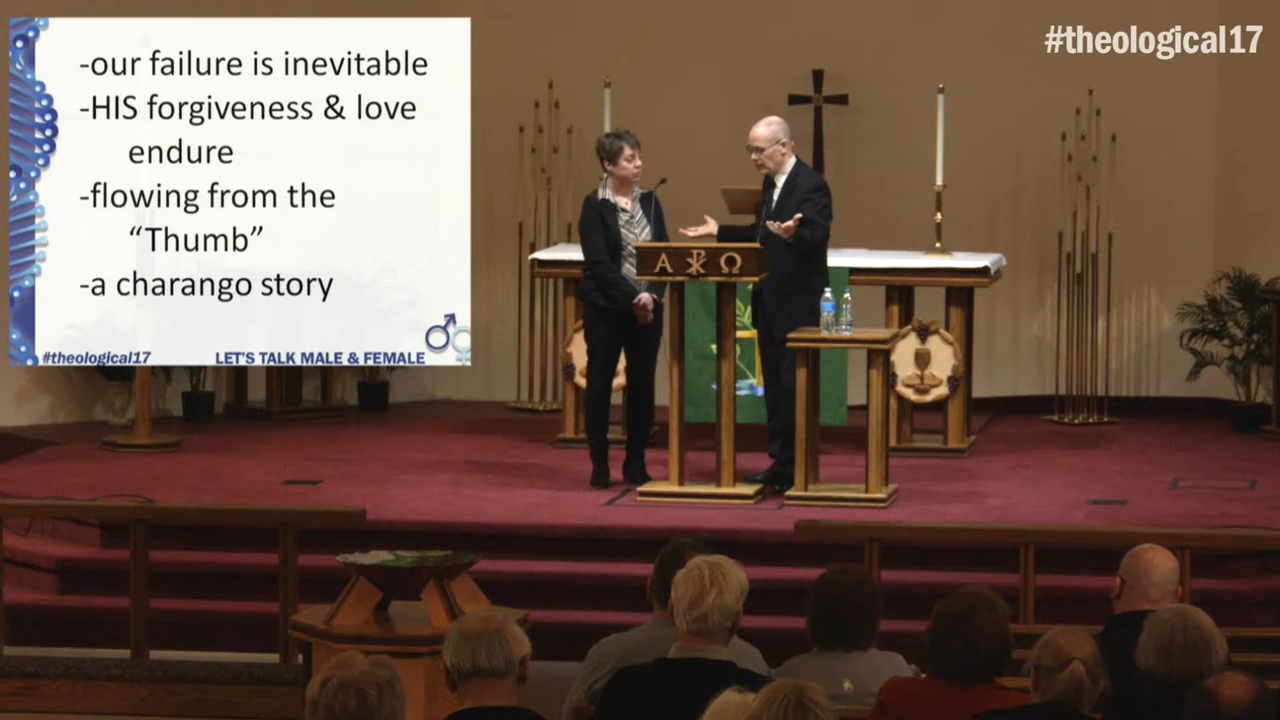 -our failure is inevitable
-HIS forgiveness & love
endure
-flowing from the
“Thumb”
-a charango story
#theological17
LET'S TALK MALE & FEMALE
#theological17
Α☧Ω